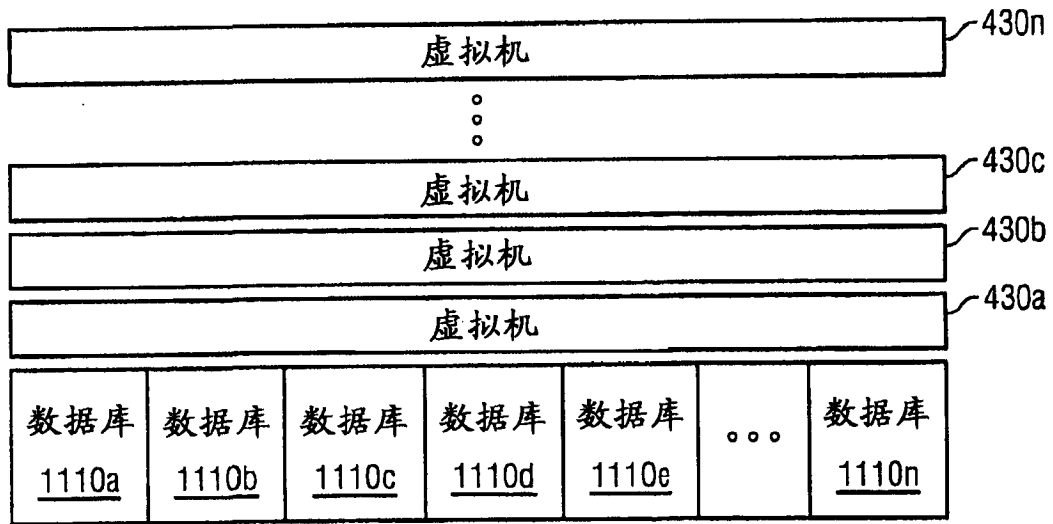 虚拟机 430n
虚拟机 430c
虚拟机 430b
虚拟机 430a
数据库 数据库 数据库 数据库 数据库 数据库
1110a 1110b 1110c 1110d 1110e 1110n